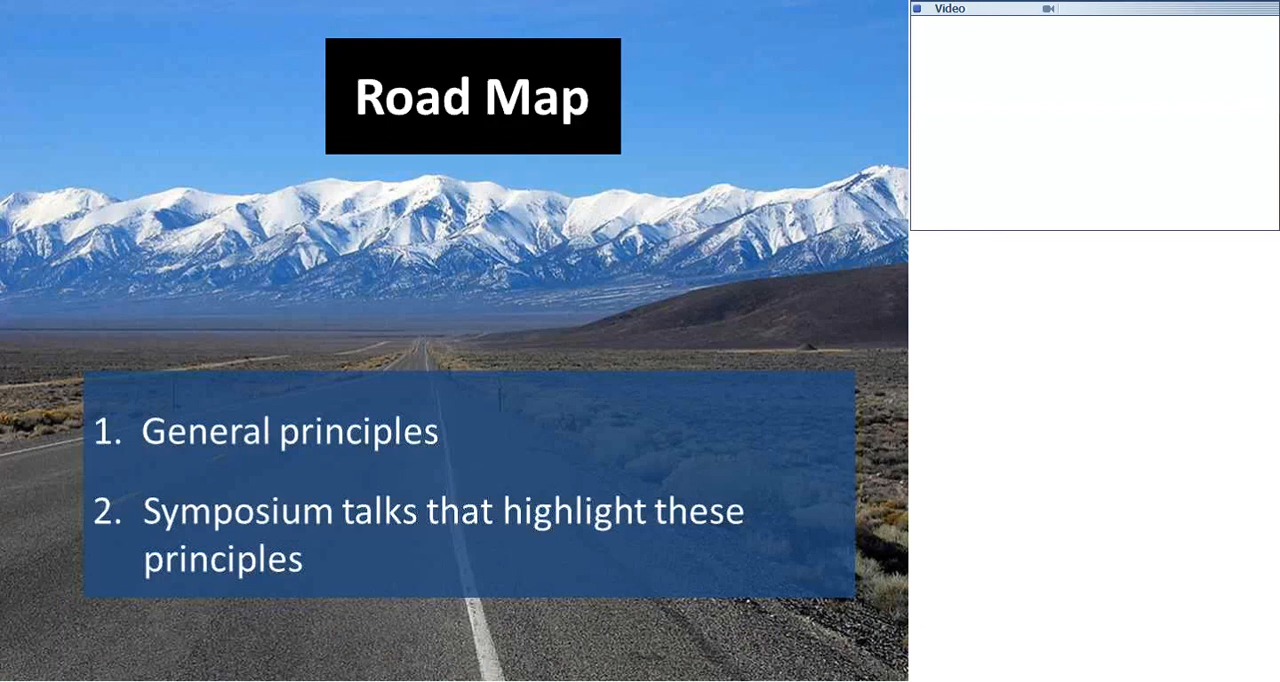 Video
Road Map
1. General principles
2. Symposium talks that highlight these
principles